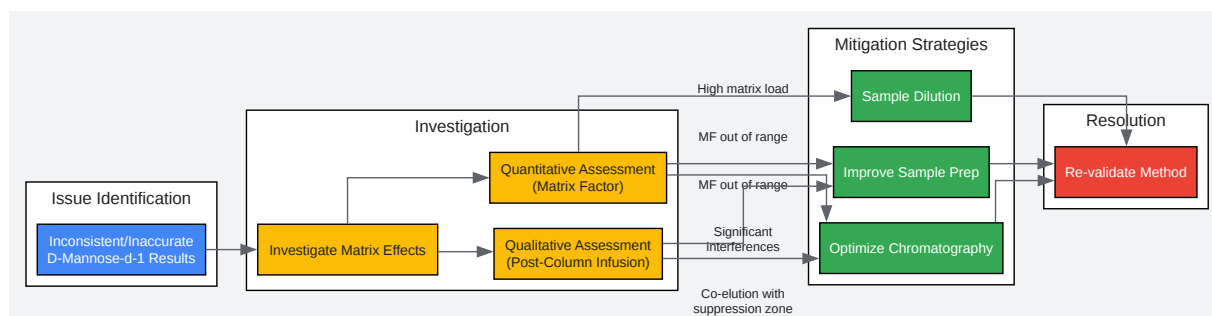 Issue Identification
Inconsistent/Inaccurate
D-Mannose-d-1 Results
Investigation
Investigate Matrix Effects
Quantitative Assessment
(Matrix Factor)
Qualitative Assessment
(Post-Column Infusion)
High matrix load
MF out of range
MF out of range
Significant
interferences
Co-elution with
suppression zone
Mitigation Strategies
Sample Dilution
Improve Sample Prep
Optimize Chromatography
Resolution
Re-validate Method